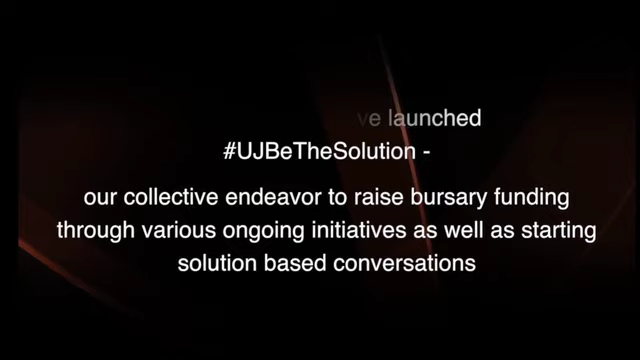 launched
#UJBeTheSolution -
our collective endeavor to raise bursary funding
through various ongoing initiatives as well as starting
solution based conversations